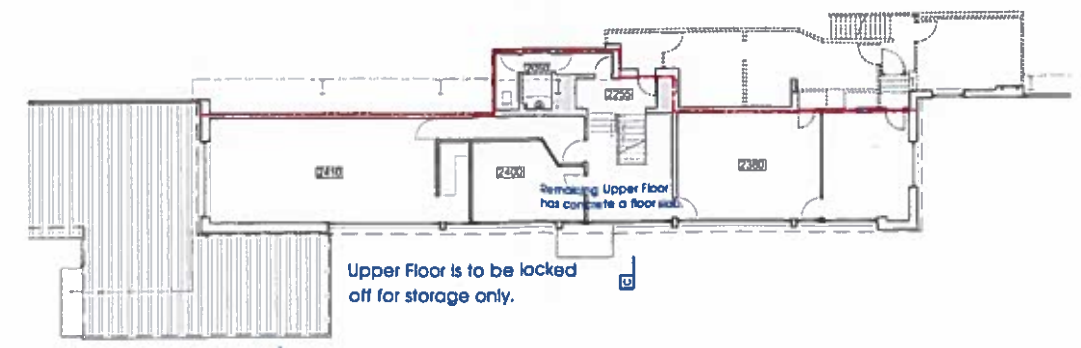 2050
2200
2410
2400
2380
Remaining Upper Floor
has concrete a floor slab.
Upper Floor is to be locked
off for storage only.
C